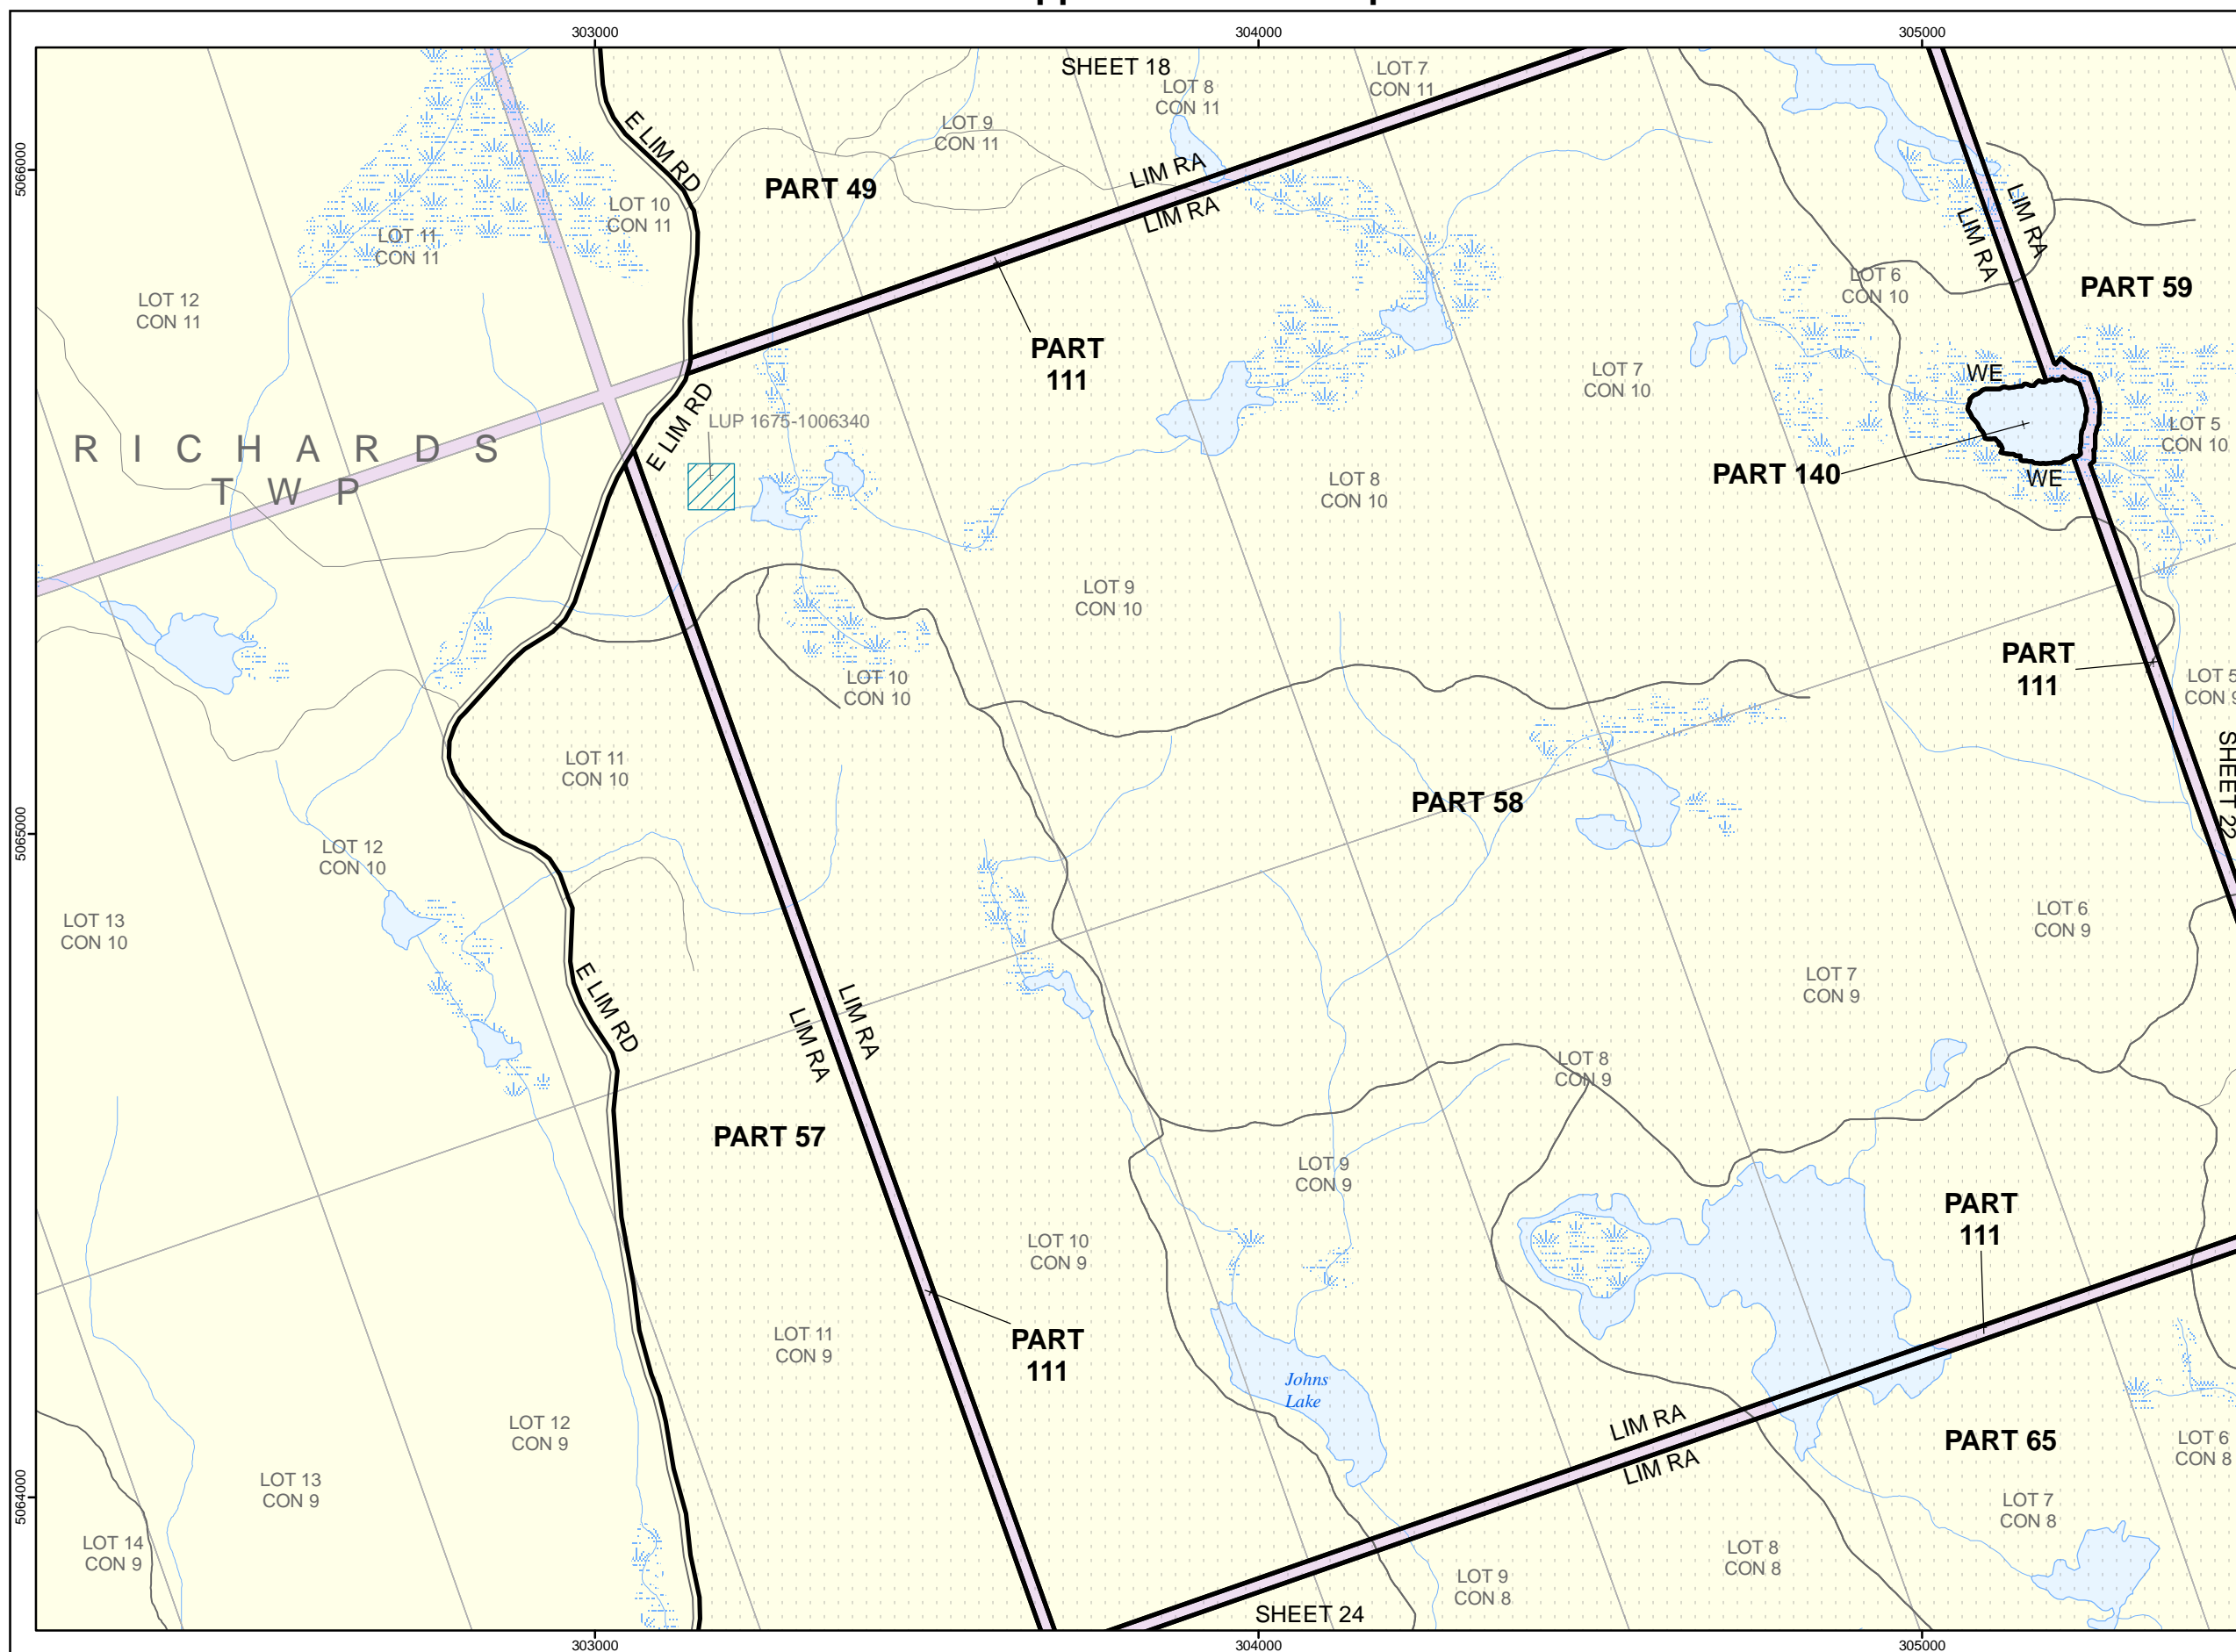 303000
304000
305000
SHEET 18
LOT 7
CON 11
LOT 8
CON 11
LOT 9
CON 11
E LIM RD
5066000
LIM RA
PART 49
LIM RA
LOT 10
CON 11
LOT 11
CON 11
LIM RA
LIM RA
LOT 6
CON 10
PART 59
LOT 12
CON 11
PART
111
LOT 7
CON 10
WE
E LIM RD
LUP 1675-1006340
RICHARDS
TWP
LOT 5
CON 10
PART 140
WE
LOT 8
CON 10
LOT 9
CON 10
PART
111
LOT 5
CON 9
LOT 10
CON 10
SHEET 22
LOT 11
CON 10
PART 58
5065000
LOT 12
CON 10
LOT 13
CON 10
LOT 6
CON 9
LOT 7
CON 9
E LIM RD
LIM RA
LIM RA
LOT 8
CON 9
PART 57
LOT 9
CON 9
PART
111
LOT 10
CON 9
LOT 11
CON 9
PART
111
Johns
Lake
LIM RA
LIM RA
PART 65
LOT 12
CON 9
LOT 6
CON 8
LOT 13
CON 9
5064000
LOT 7
CON 8
LOT 14
CON 9
LOT 8
CON 8
LOT 9
CON 8
SHEET 24
303000
304000
305000